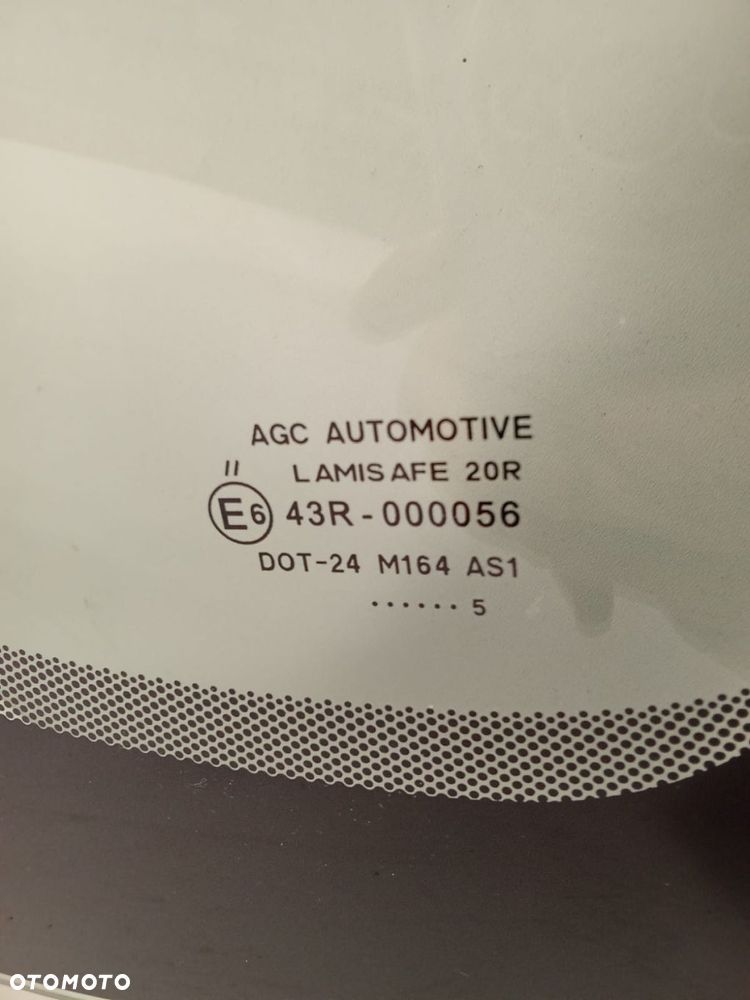 AGC AUTOMOTIVE
II LAMISAFE 20R
E6 43R-000056
DOT-24 M164 AS1
...... 5
OTOMOTO